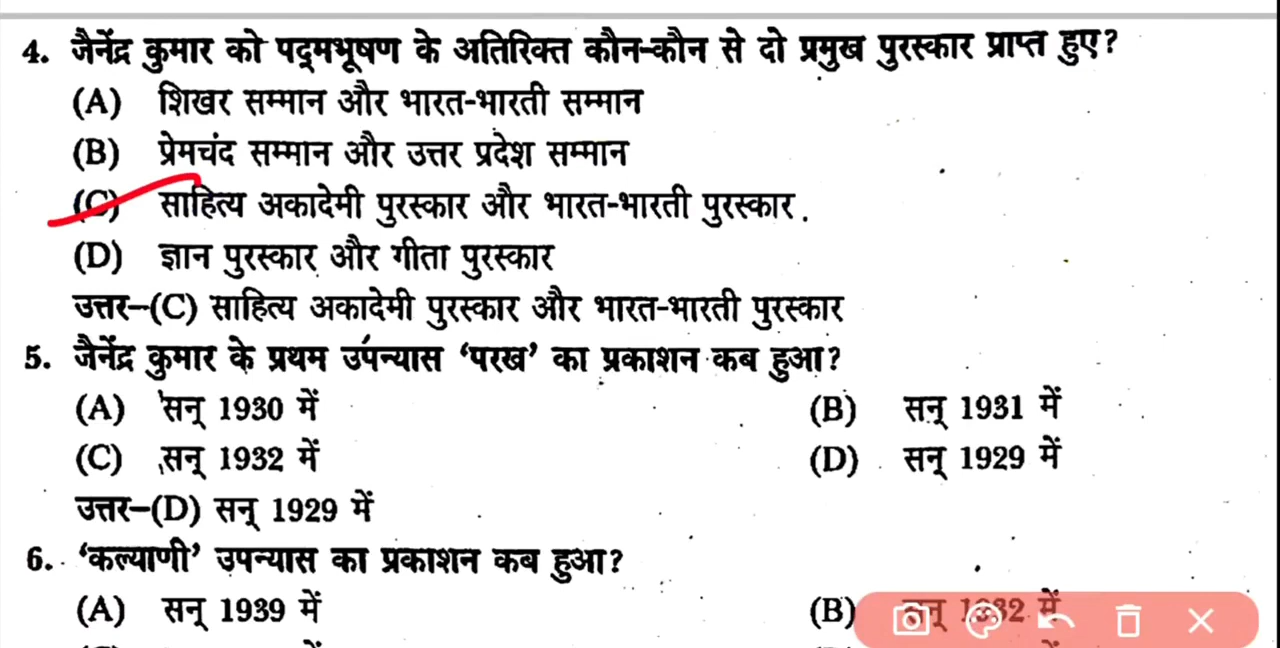 4. जैनेंद्र कुमार को पद्मभूषण के अतिरिक्त कौन-कौन से दो प्रमुख पुरस्कार प्राप्त हुए?
(A) शिखर सम्मान और भारत-भारती सम्मान
(B) प्रेमचंद सम्मान और उत्तर प्रदेश सम्मान
(C) साहित्य अकादेमी पुरस्कार और भारत-भारती पुरस्कार.
(D) ज्ञान पुरस्कार और गीता पुरस्कार
उत्तर–(C) साहित्य अकादेमी पुरस्कार और भारत-भारती पुरस्कार
5. जैनेंद्र कुमार के प्रथम उपन्यास ‘परख’ का प्रकाशन कब हुआ?
(A) सन् 1930 में (B) सन् 1931 में
(C) सन् 1932 में (D) सन् 1929 में
उत्तर–(D) सन् 1929 में
6. ‘कल्याणी’ उपन्यास का प्रकाशन कब हुआ?
(A) सन् 1939 में (B) सन् 1932 में